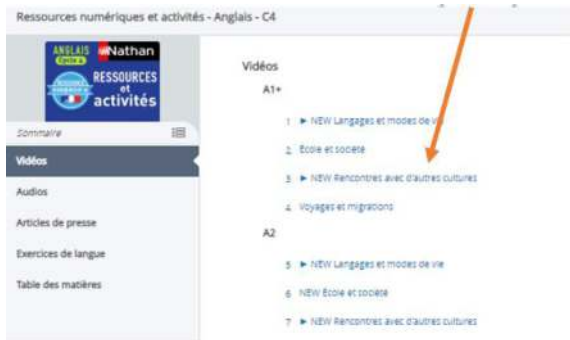 Ressources numériques et activités - Anglais - C4
ANGLAIS Nathan
Cycle 4
RESSOURCES
et
activités
Sommaire
Vidéos
Audios
Articles de presse
Exercices de langue
Table des matières
Vidéos
A1+
1 ► NEW Langages et modes de vie
2 École et société
3 ► NEW Rencontres avec d'autres cultures
4 Voyages et migrations
A2
5 ► NEW Langages et modes de vie
6 NEW École et société
7 ► NEW Rencontres avec d'autres cultures